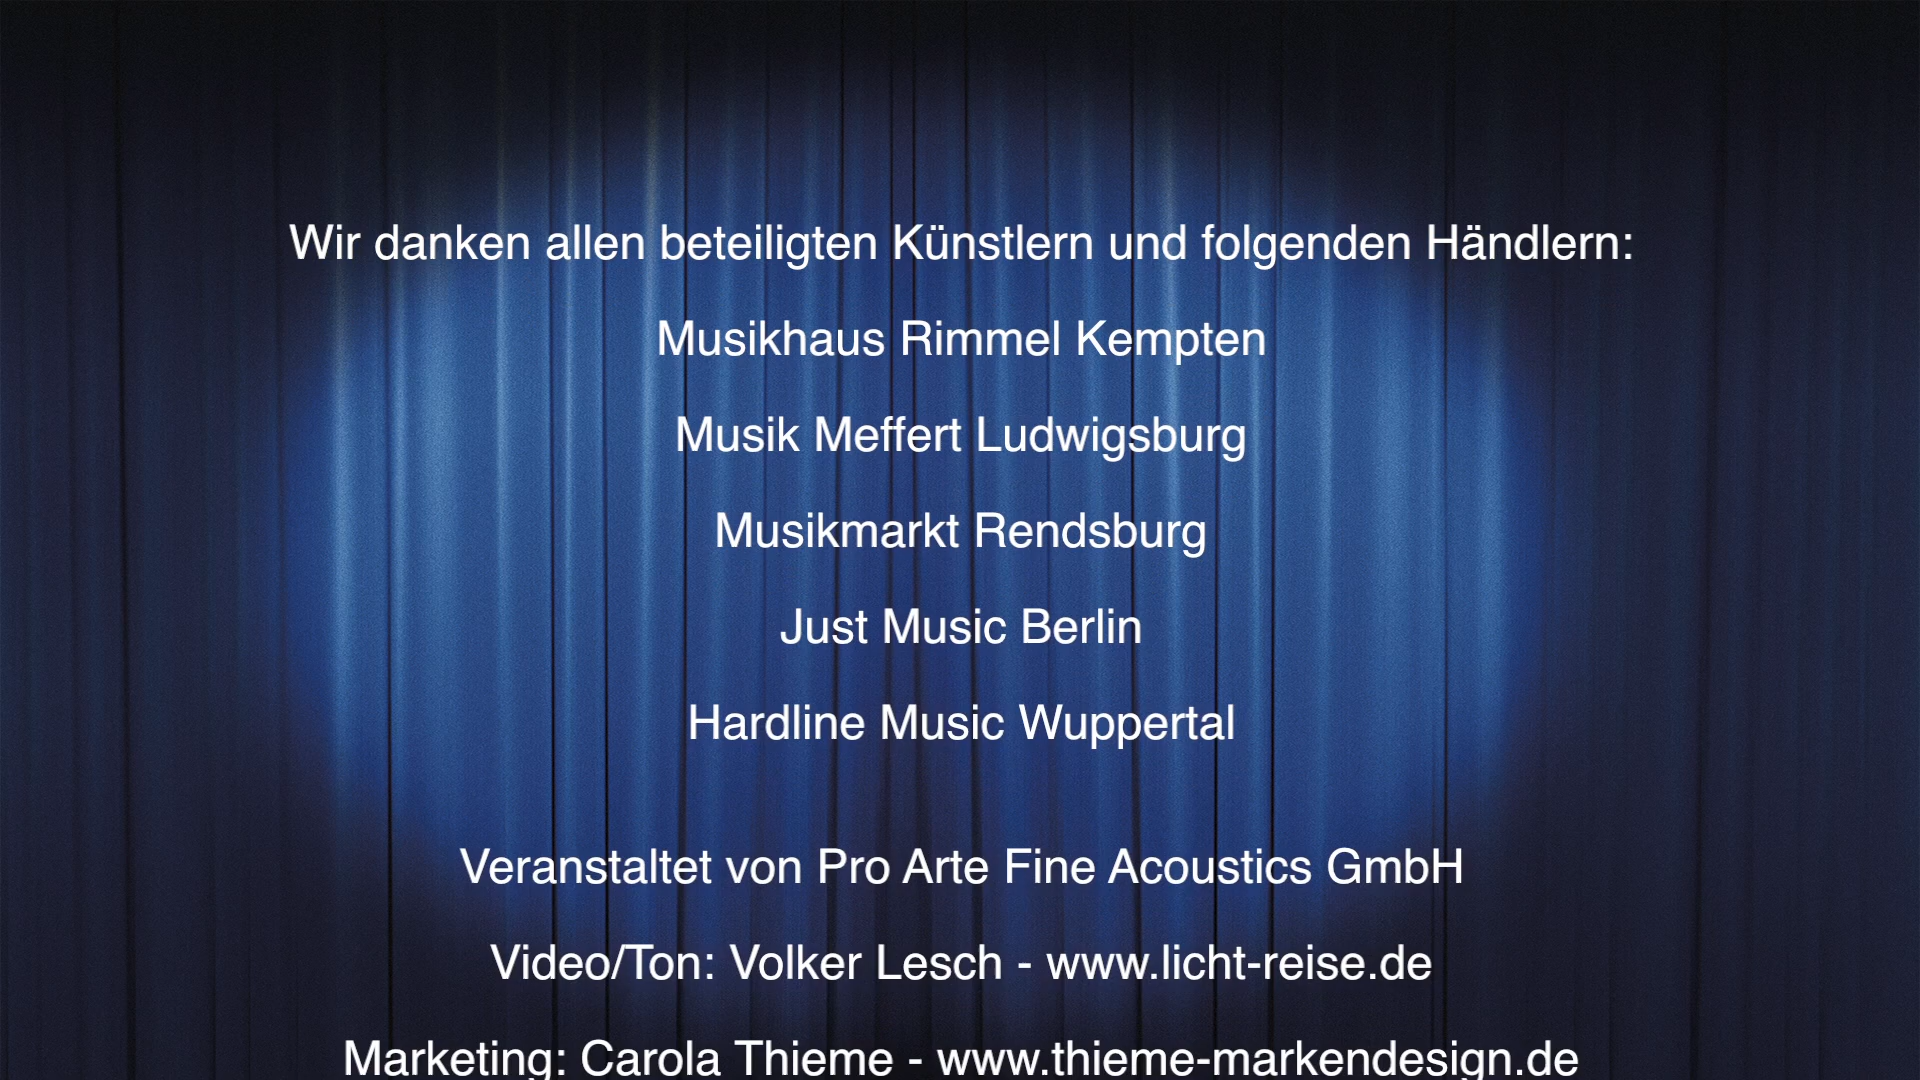 Wir danken allen beteiligten Künstlern und folgenden Händlern:
Musikhaus Rimmel Kempten
Musik Meffert Ludwigsburg
Musikmarkt Rendsburg
Just Music Berlin
Hardline Music Wuppertal
Veranstaltet von Pro Arte Fine Acoustics GmbH
Video/Ton: Volker Lesch - www.licht-reise.de
Marketing: Carola Thieme - www.thieme-markendesign.de